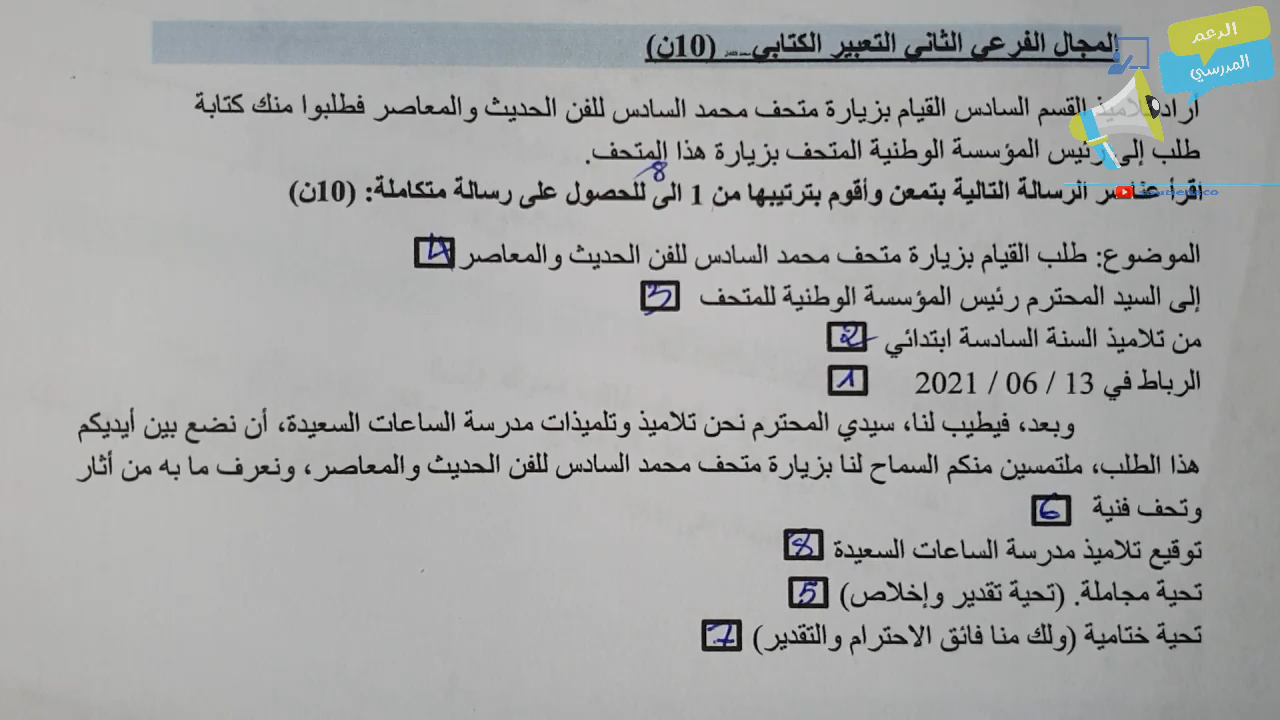 الدعم
المدرسي
المجال الفرعي الثاني التعبير الكتابي (10ن)
أراد تلاميذ القسم السادس القيام بزيارة متحف محمد السادس للفن الحديث والمعاصر فطلبوا منك كتابة
طلب إلى رئيس المؤسسة الوطنية المتحف بزيارة هذا المتحف.
أقرأ عناصر الرسالة التالية بتمعن وأقوم بترتيبها من 1 الى 8 للحصول على رسالة متكاملة: (10ن)
الموضوع: طلب القيام بزيارة متحف محمد السادس للفن الحديث والمعاصر 4
إلى السيد المحترم رئيس المؤسسة الوطنية للمتحف 3
من تلاميذ السنة السادسة ابتدائي 2
الرباط في 13 / 06 / 2021 1
وبعد، فيطيب لنا، سيدي المحترم نحن تلاميذ وتلميذات مدرسة الساعات السعيدة، أن نضع بين أيديكم
هذا الطلب، ملتمسين منكم السماح لنا بزيارة متحف محمد السادس للفن الحديث والمعاصر، ونعرف ما به من أثار
وتحف فنية 6
توقيع تلاميذ مدرسة الساعات السعيدة 8
تحية مجاملة. (تحية تقدير وإخلاص) 5
تحية ختامية (ولك منا فائق الاحترام والتقدير) 7